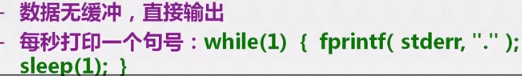 - 数据无缓冲，直接输出
- 每秒打印一个句号：while(1) { fprintf( stderr, "." );
sleep(1); }